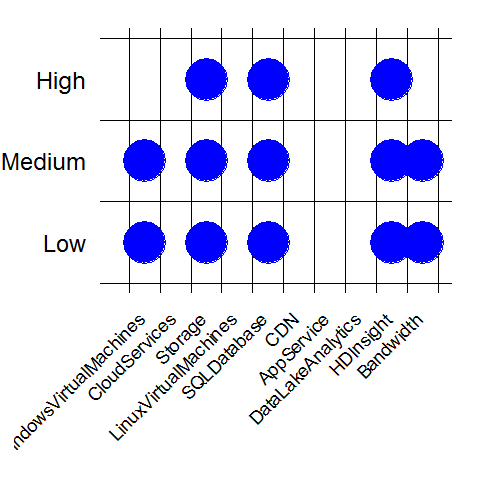 High
Medium
Low
ndowsVirtualMachines
CloudServices
Storage
LinuxVirtualMachines
SQLDatabase
CDN
AppService
DataLakeAnalytics
HDInsight
Bandwidth